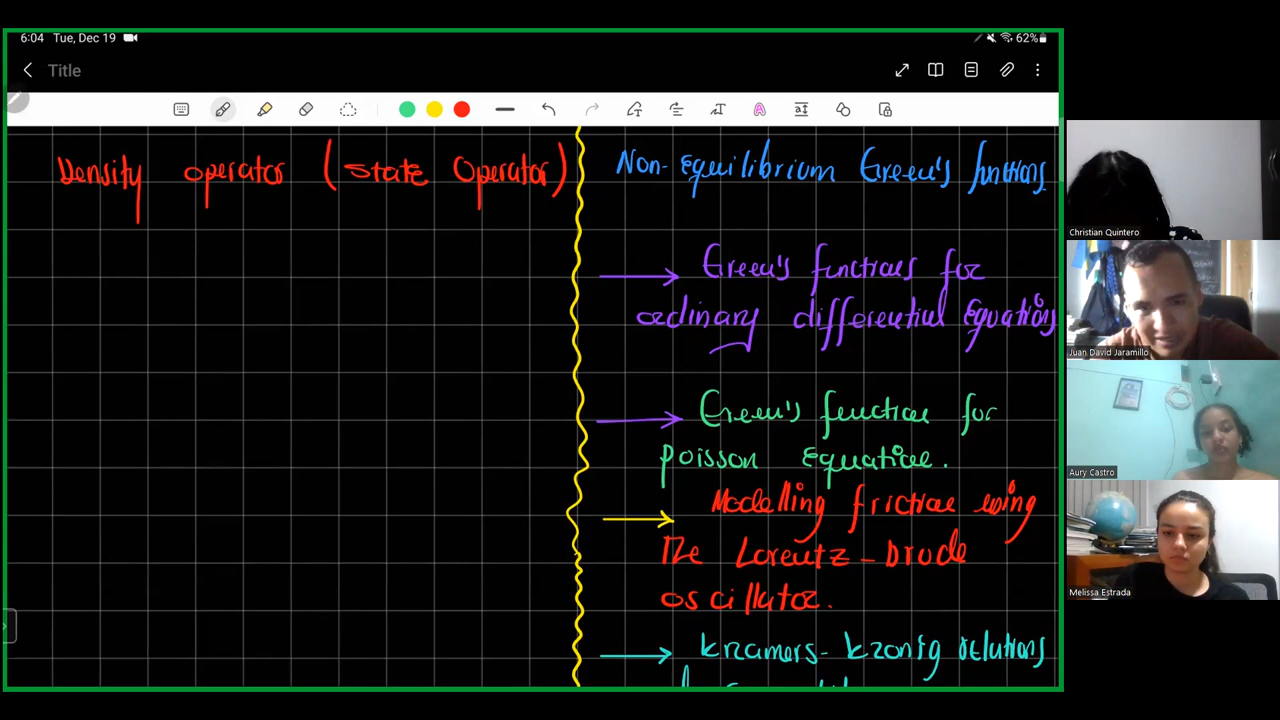 6:04 Tue, Dec 19
62%
Title
Density operator (state Operator)
Non-Equilibrium Green's functions.
Green's functions for
ordinary differential Equations
Green's function for
poisson equation.
Modelling friction using
The Lorentz-Drude
oscillator.
Kramers-Kronig relations
Christian Quintero
Juan David Jaramillo
Aury Castro
Melissa Estrada